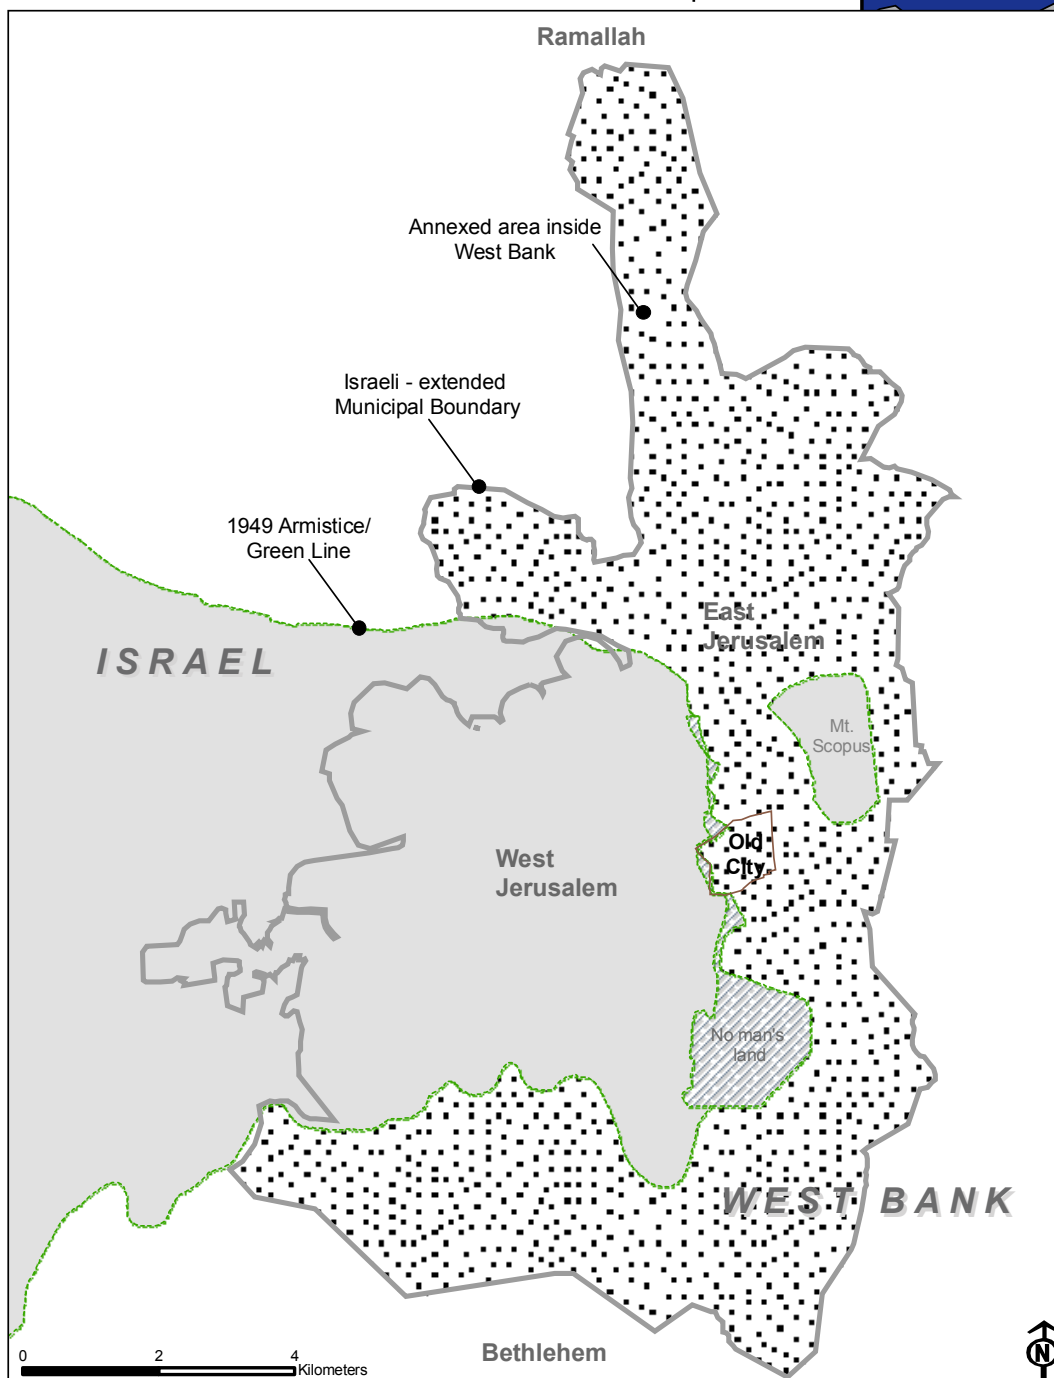 Ramallah
Annexed area inside
West Bank
Israeli - extended
Municipal Boundary
1949 Armistice/
Green Line
East
Jerusalem
ISRAEL
Mt.
Scopus
Old
City
West
Jerusalem
No man's
land
WEST BANK
Bethlehem
0 2 4
Kilometers
N